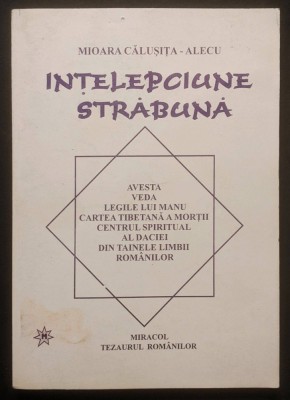 MIOARA CĂLUȘIȚA - ALECU
INȚELEPCIUNE
STRĂBUNĂ
AVESTA
VEDA
LEGILE LUI MANU
CARTEA TIBETANĂ A MORȚII
CENTRUL SPIRITUAL
AL DACIEI
DIN TAINELE LIMBII
ROMÂNILOR
MIRACOL
TEZAURUL ROMÂNILOR